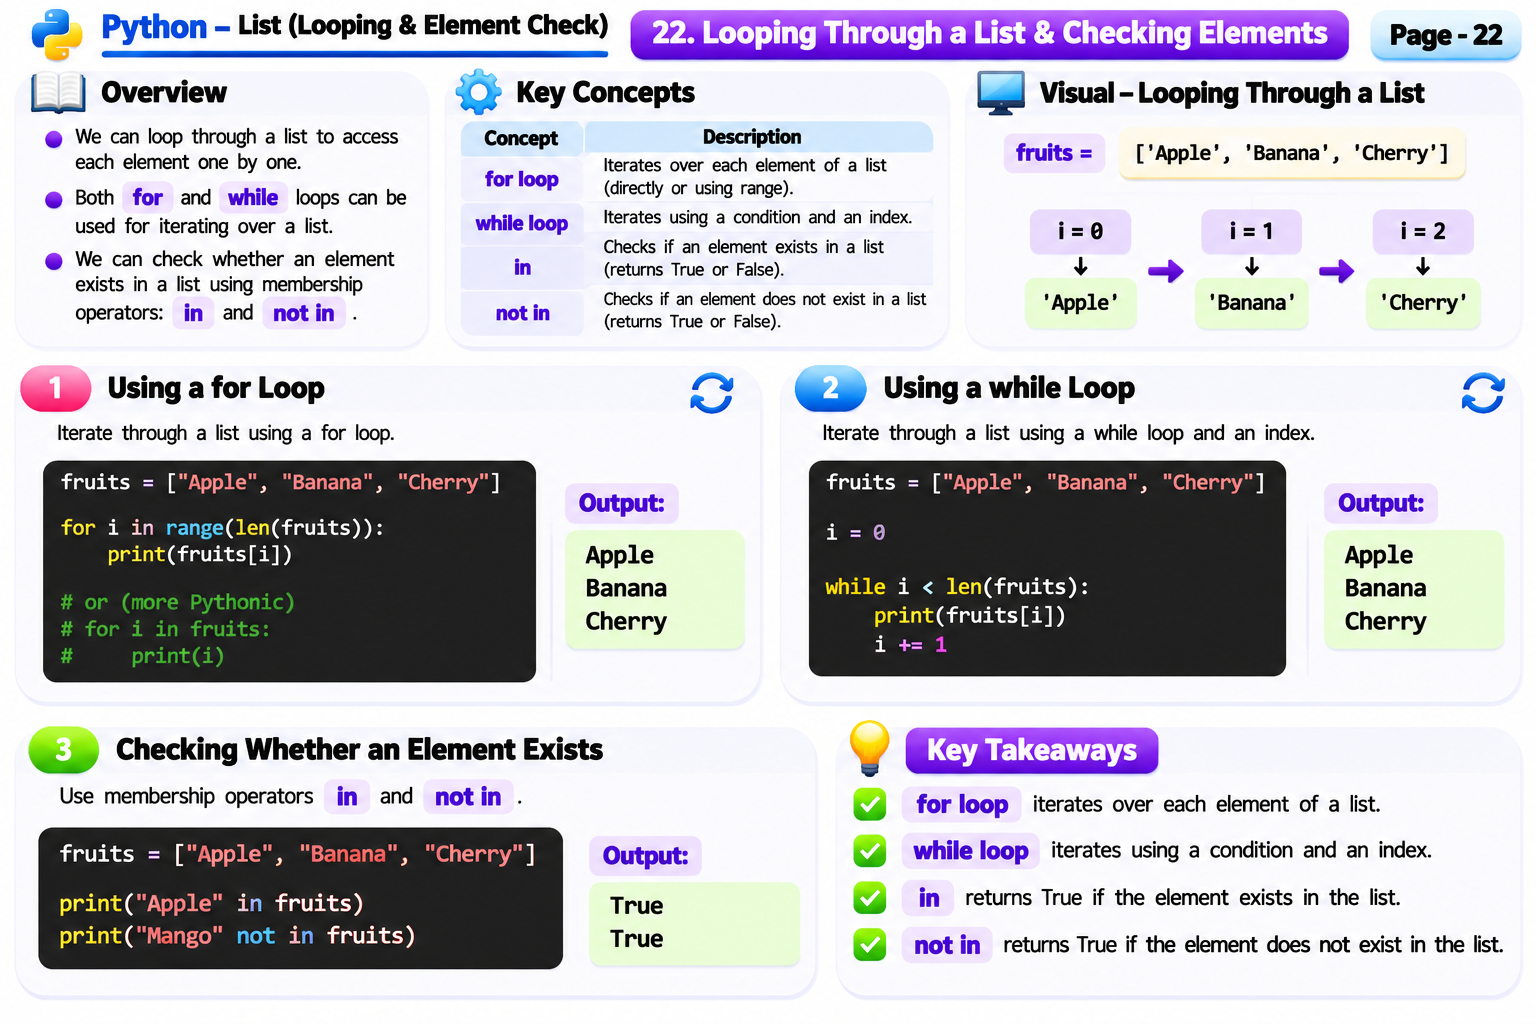 Python – List (Looping & Element Check)
22. Looping Through a List & Checking Elements
Page - 22
Overview
We can loop through a list to access
each element one by one.
Both for and while loops can be
used for iterating over a list.
We can check whether an element
exists in a list using membership
operators: in and not in .
Key Concepts
Concept Description
for loop Iterates over each element of a list
(directly or using range).
while loop Iterates using a condition and an index.
in Checks if an element exists in a list
(returns True or False).
not in Checks if an element does not exist in a list
(returns True or False).
Visual – Looping Through a List
fruits = ['Apple', 'Banana', 'Cherry']
i = 0 i = 1 i = 2
↓ ↓ ↓
'Apple' 'Banana' 'Cherry'
1 Using a for Loop
Iterate through a list using a for loop.
fruits = ["Apple", "Banana", "Cherry"]
for i in range(len(fruits)):
    print(fruits[i])
# or (more Pythonic)
# for i in fruits:
#     print(i)
Output:
Apple
Banana
Cherry
2 Using a while Loop
Iterate through a list using a while loop and an index.
fruits = ["Apple", "Banana", "Cherry"]
i = 0
while i < len(fruits):
    print(fruits[i])
    i += 1
Output:
Apple
Banana
Cherry
3 Checking Whether an Element Exists
Use membership operators in and not in .
fruits = ["Apple", "Banana", "Cherry"]
print("Apple" in fruits)
print("Mango" not in fruits)
Output:
True
True
Key Takeaways
for loop iterates over each element of a list.
while loop iterates using a condition and an index.
in returns True if the element exists in the list.
not in returns True if the element does not exist in the list.